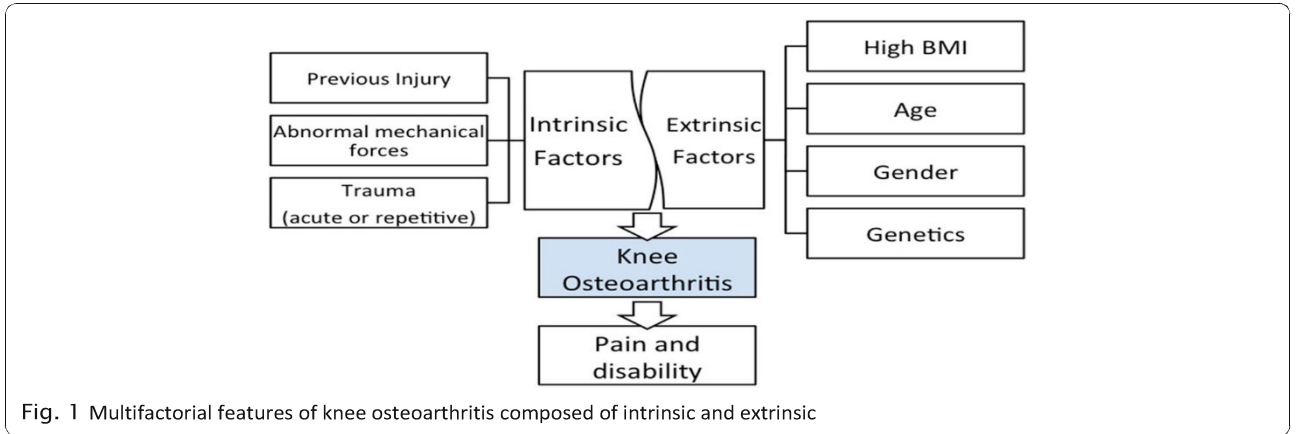 Previous Injury
Abnormal mechanical
forces
Trauma
(acute or repetitive)
Intrinsic
Factors
Extrinsic
Factors
High BMI
Age
Gender
Genetics
Knee
Osteoarthritis
Pain and
disability
Fig. 1 Multifactorial features of knee osteoarthritis composed of intrinsic and extrinsic